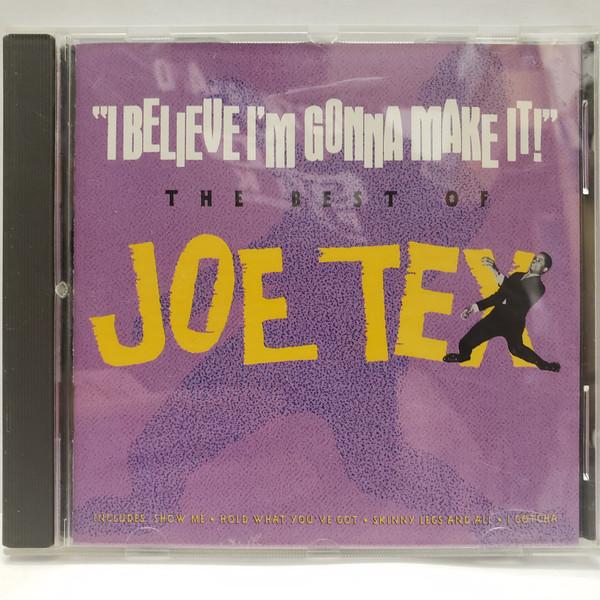 "I BELIEVE I'M GONNA MAKE IT!"
THE BEST OF
JOE TEX
INCLUDES: SHOW ME • HOLD WHAT YOU'VE GOT • SKINNY LEGS AND ALL • I GOTCHA